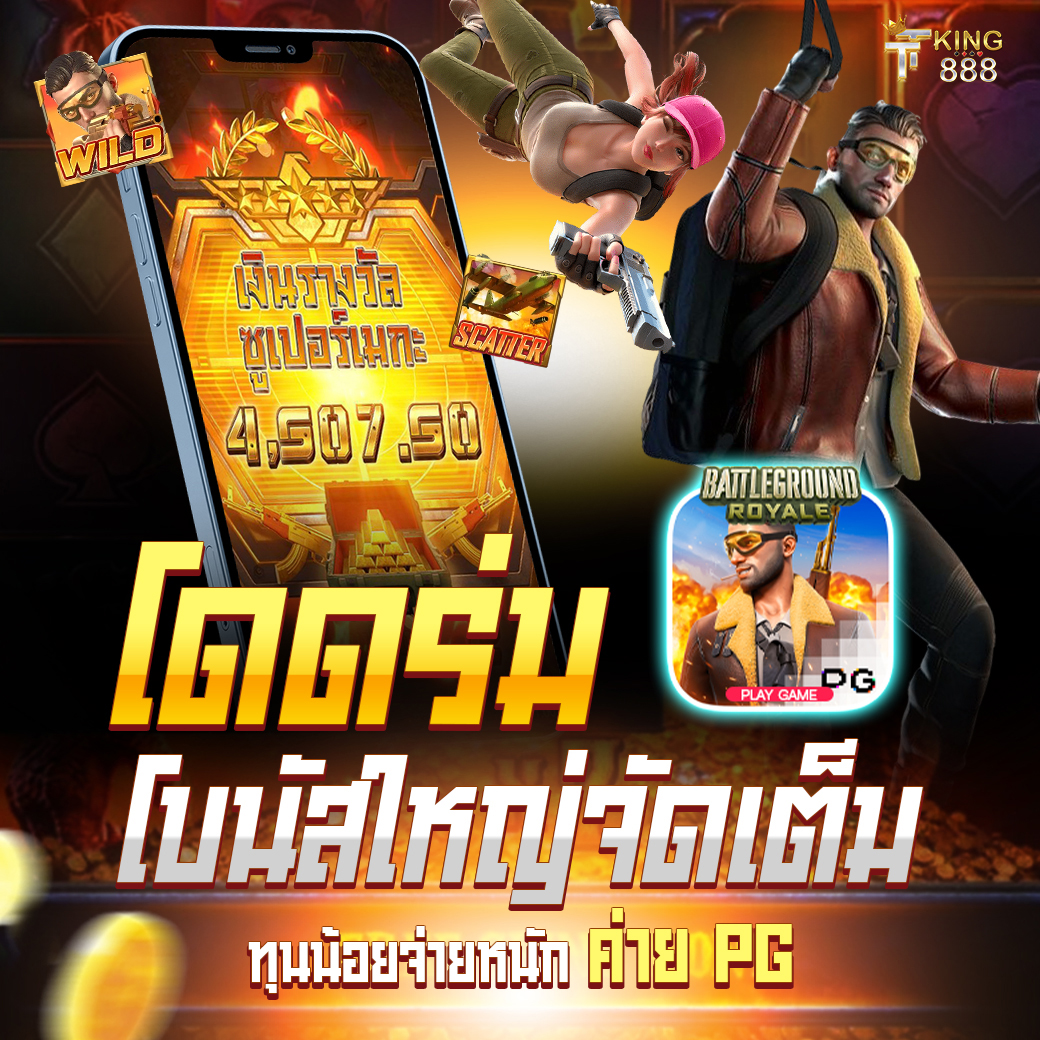 KING
888
WILD
เงินรางวัล
ซูเปอร์เมกะ
4,507.50
SCATTER
BATTLEGROUND
ROYALE
PG
PLAY GAME
โดดร่ม
โบนัสใหญ่จัดเต็ม
ทุนน้อยจ่ายหนัก ค่าย PG